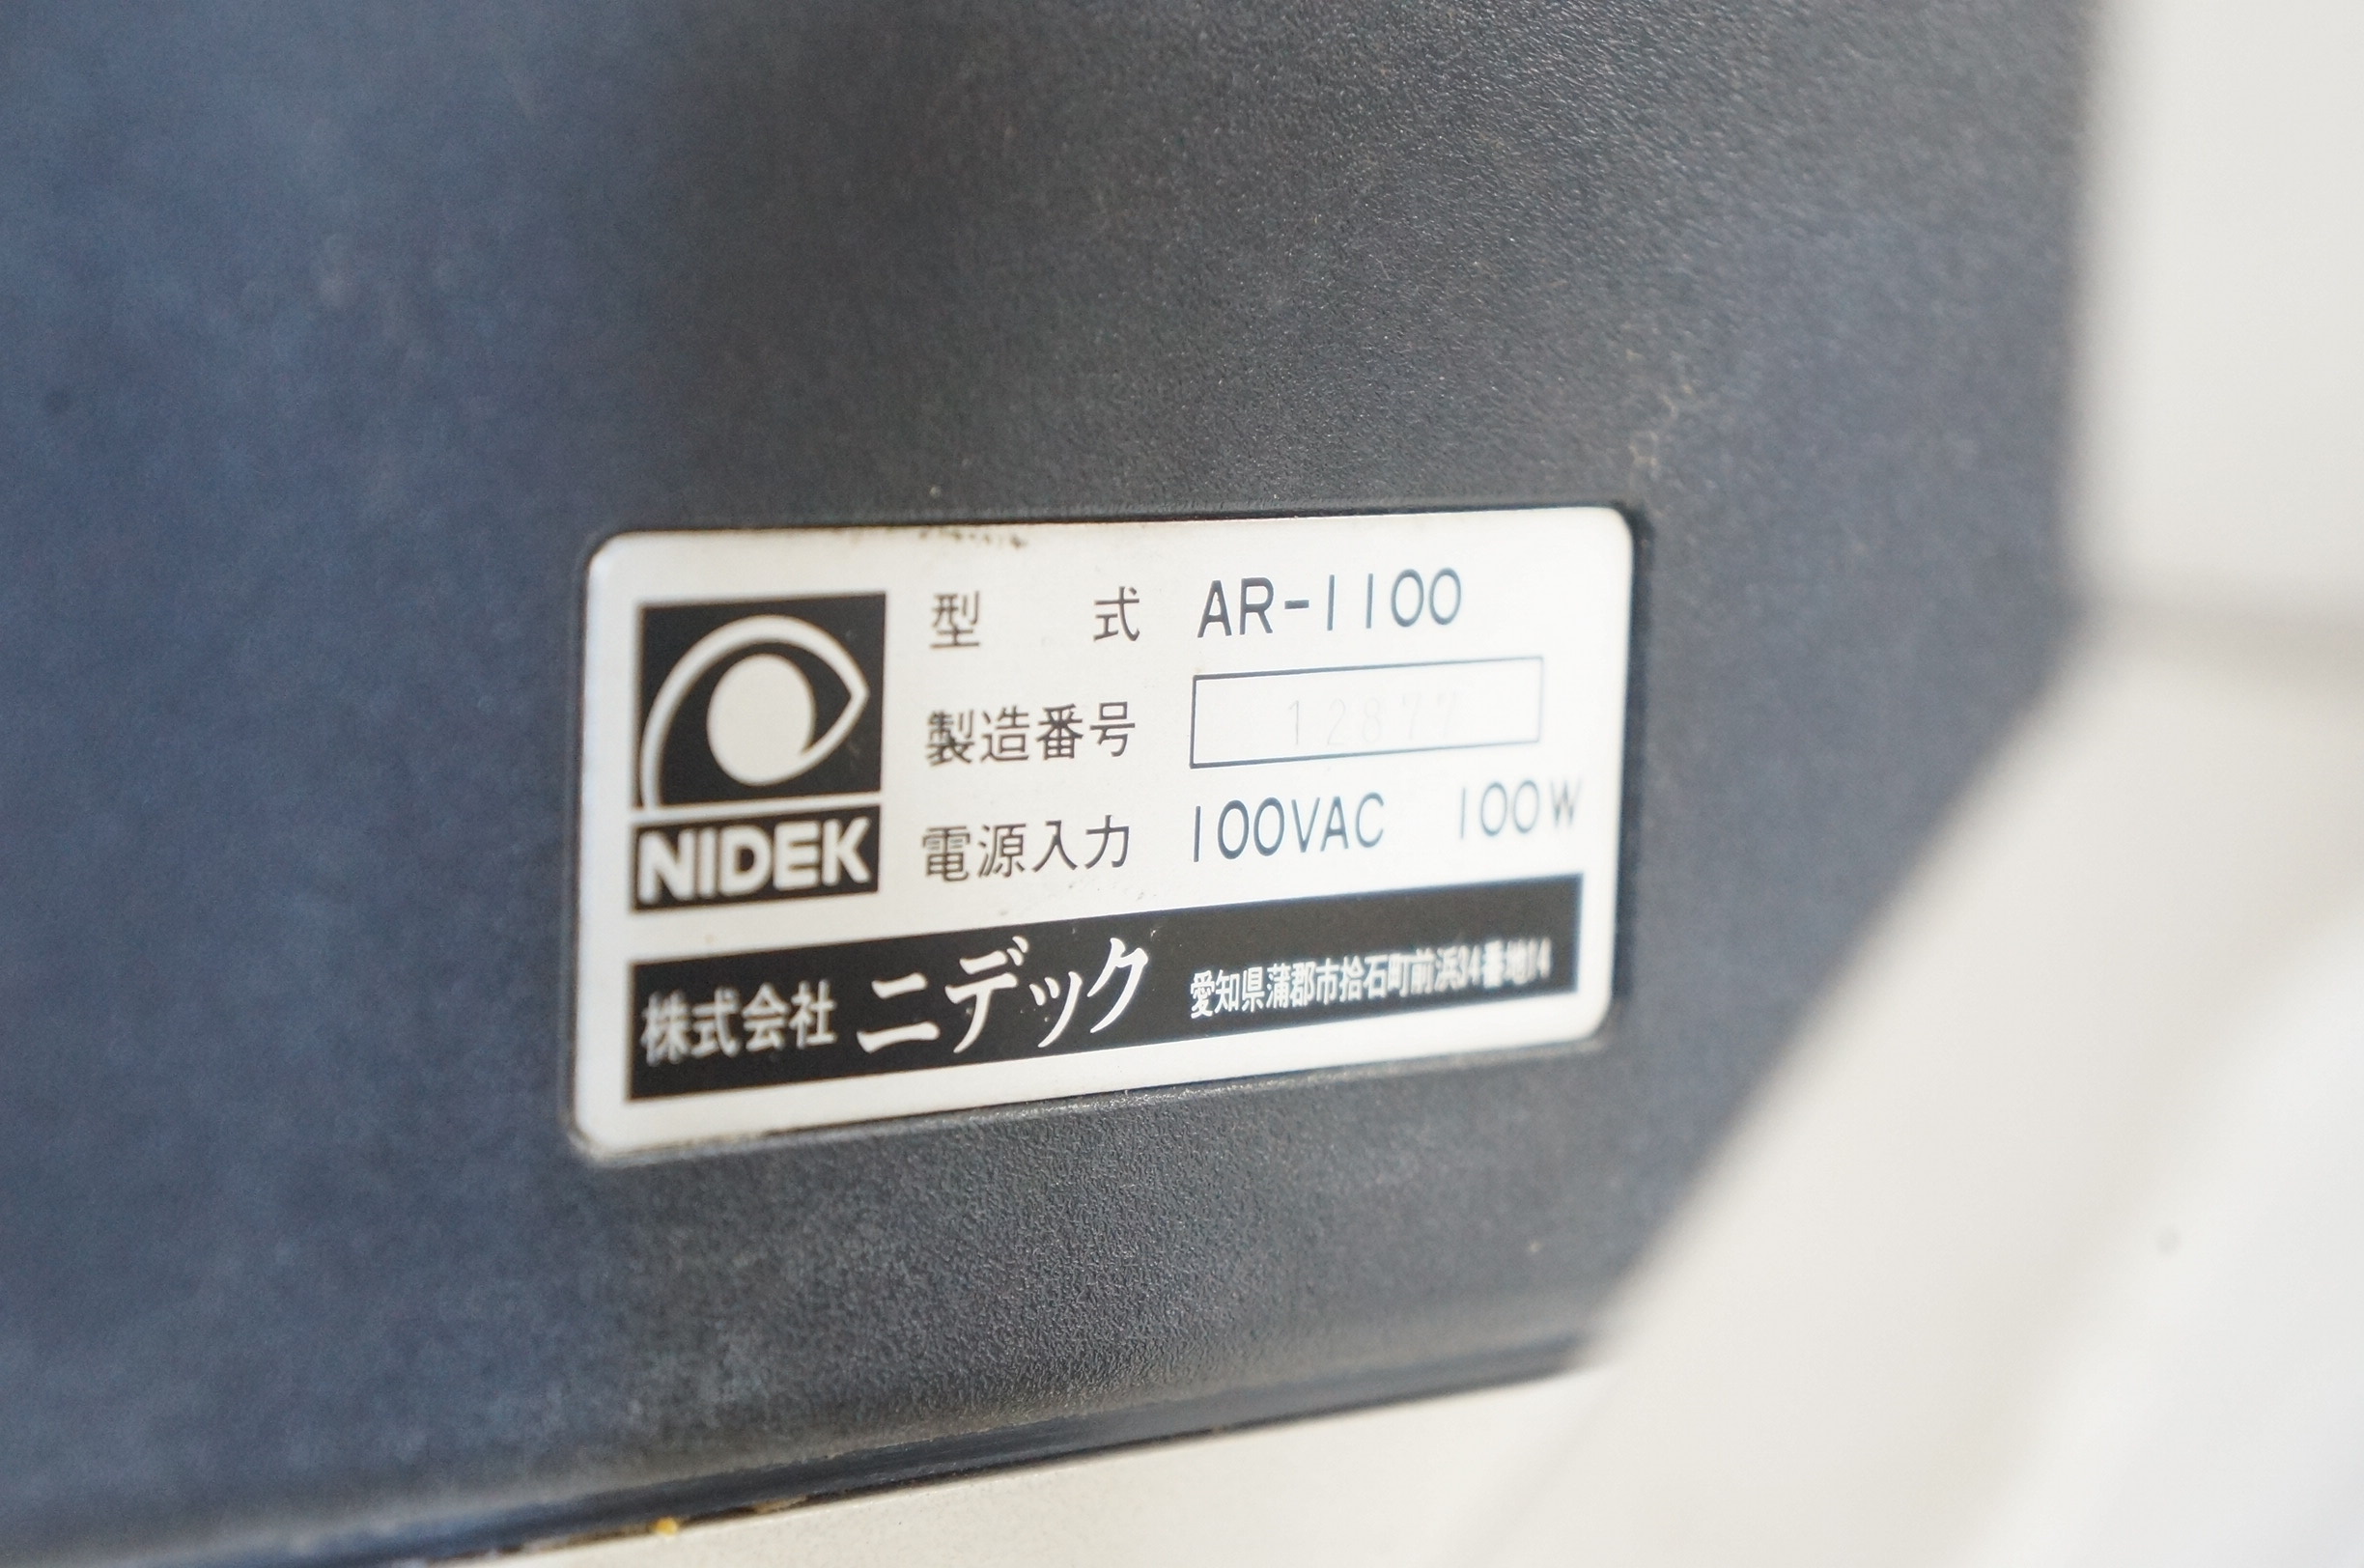 NIDEK
型式 AR-1100
製造番号 12877
電源入力 100VAC 100W
株式会社 ニデック 愛知県蒲郡市拾石町前浜34番地14